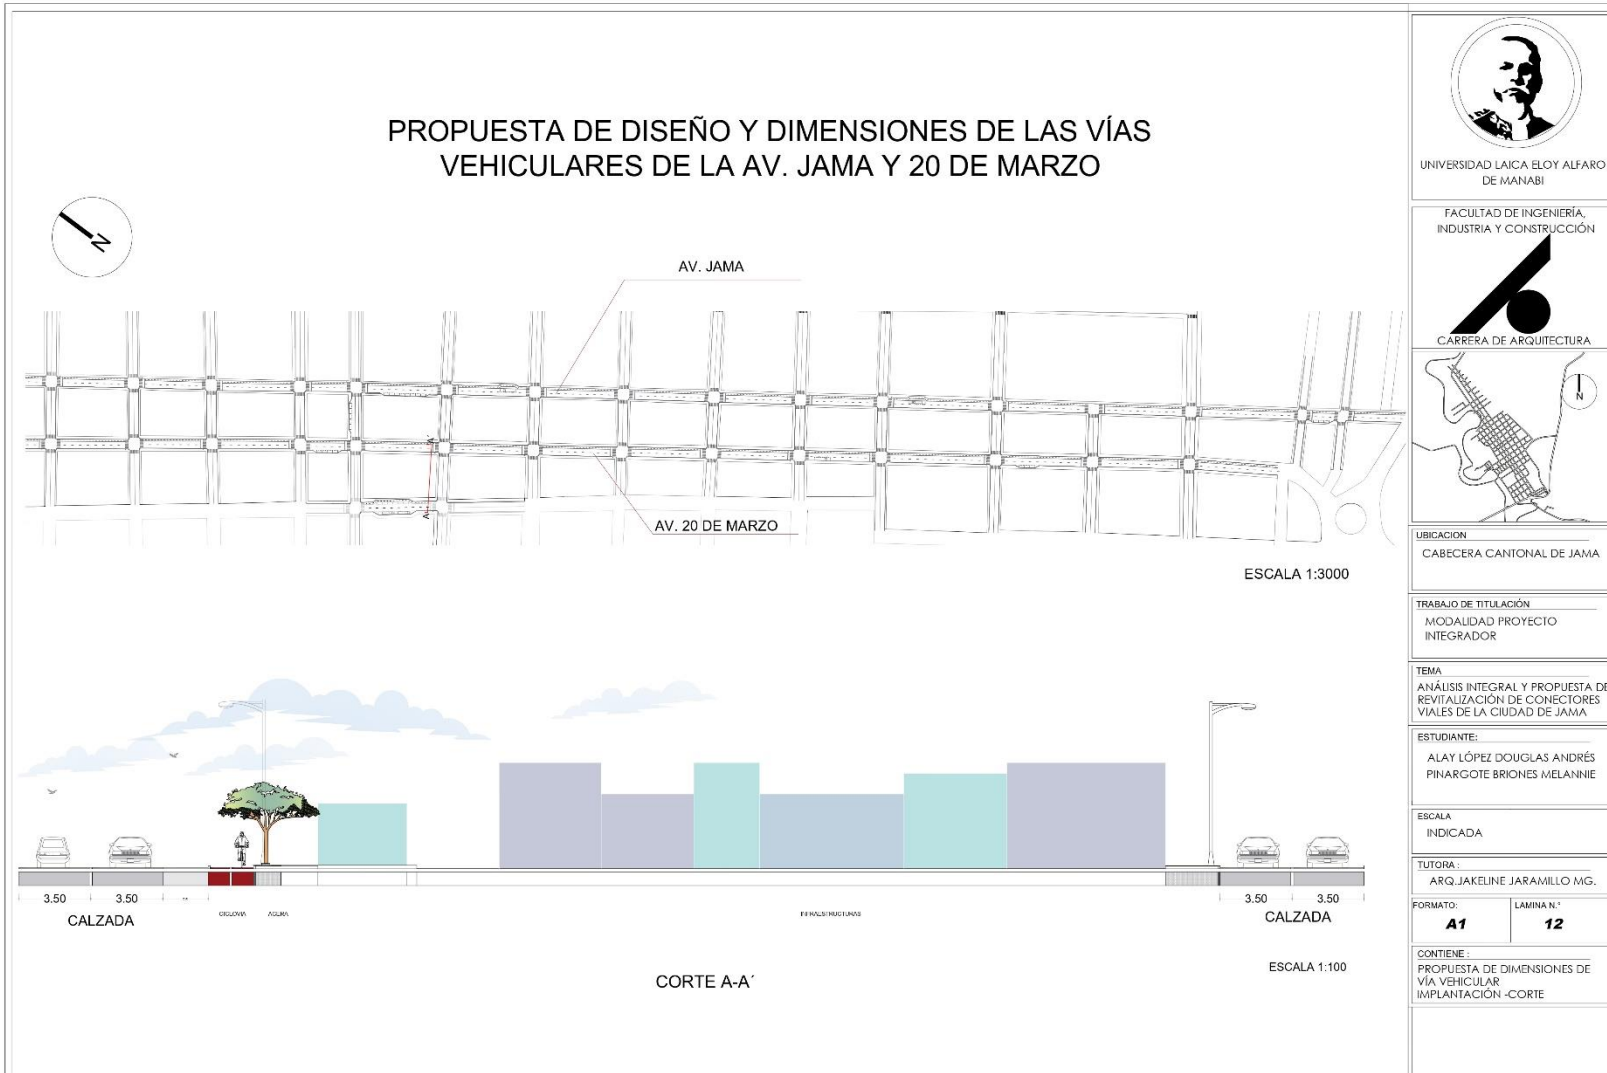 PROPUESTA DE DISEÑO Y DIMENSIONES DE LAS VÍAS
VEHICULARES DE LA AV. JAMA Y 20 DE MARZO
N
AV. JAMA
A'
A
AV. 20 DE MARZO
ESCALA 1:3000
3.50
3.50
CICLOVIA
ACERA
INFRAESTRUCTURAS
3.50
3.50
CALZADA
CALZADA
CORTE A-A´
ESCALA 1:100
UNIVERSIDAD LAICA ELOY ALFARO
DE MANABI
FACULTAD DE INGENIERÍA,
INDUSTRIA Y CONSTRUCCIÓN
CARRERA DE ARQUITECTURA
N
UBICACION
CABECERA CANTONAL DE JAMA
TRABAJO DE TITULACIÓN
MODALIDAD PROYECTO
INTEGRADOR
TEMA
ANÁLISIS INTEGRAL Y PROPUESTA DE
REVITALIZACIÓN DE CONECTORES
VIALES DE LA CIUDAD DE JAMA
ESTUDIANTE:
ALAY LÓPEZ DOUGLAS ANDRÉS
PINARGOTE BRIONES MELANNIE
ESCALA
INDICADA
TUTORA :
ARQ.JAKELINE JARAMILLO MG.
FORMATO:
A1
LAMINA N.°
12
CONTIENE :
PROPUESTA DE DIMENSIONES DE
VÍA VEHICULAR
IMPLANTACIÓN -CORTE